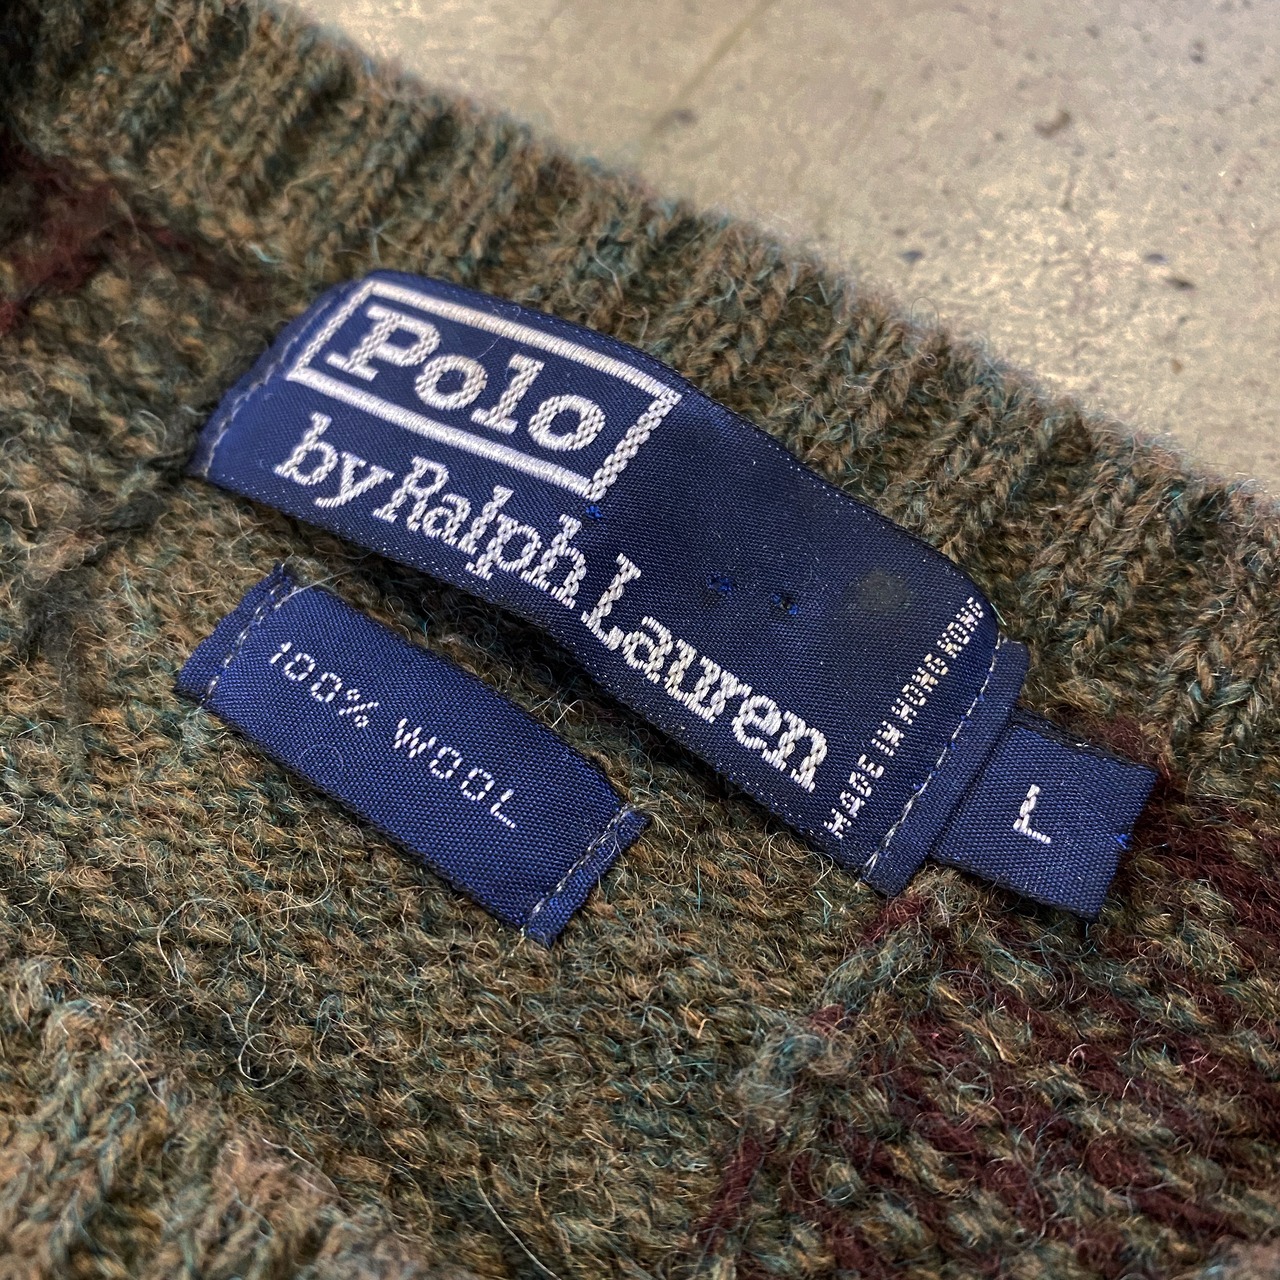 Polo
by Ralph Lauren
MADE IN HONG KONG
L
100% WOOL